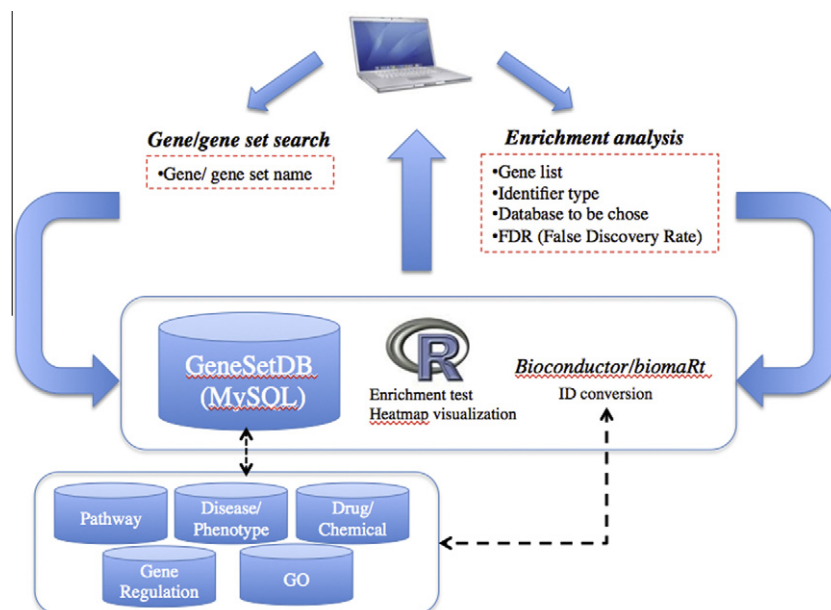 Gene/gene set search
•Gene/ gene set name
Enrichment analysis
•Gene list
•Identifier type
•Database to be chose
•FDR (False Discovery Rate)
GeneSetDB
(MySQL)
R
Enrichment test
Heatmap visualization
Bioconductor/biomaRt
ID conversion
Pathway
Disease/
Phenotype
Drug/
Chemical
Gene
Regulation
GO